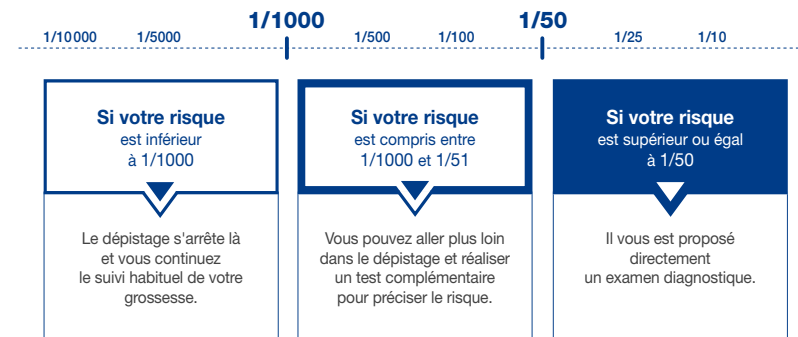 1/10 000 1/5000 1/1000 1/500 1/100 1/50 1/25 1/10
Si votre risque
est inférieur
à 1/1000
Le dépistage s'arrête là
et vous continuez
le suivi habituel de votre
grossesse.
Si votre risque
est compris entre
1/1000 et 1/51
Vous pouvez aller plus loin
dans le dépistage et réaliser
un test complémentaire
pour préciser le risque.
Si votre risque
est supérieur ou égal
à 1/50
Il vous est proposé
directement
un examen diagnostique.